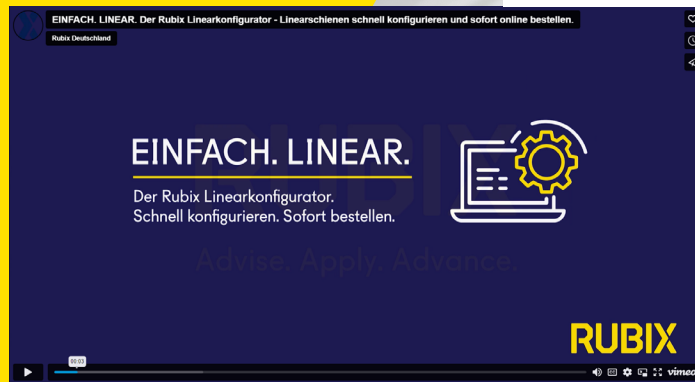 EINFACH. LINEAR. Der Rubix Linearkonfigurator - Linearschienen schnell konfigurieren und sofort online bestellen.
Rubix Deutschland
RUBIX
EINFACH. LINEAR.
Der Rubix Linearkonfigurator.
Schnell konfigurieren. Sofort bestellen.
Advise. Apply. Advance.
RUBIX
00:03
CC
vimeo